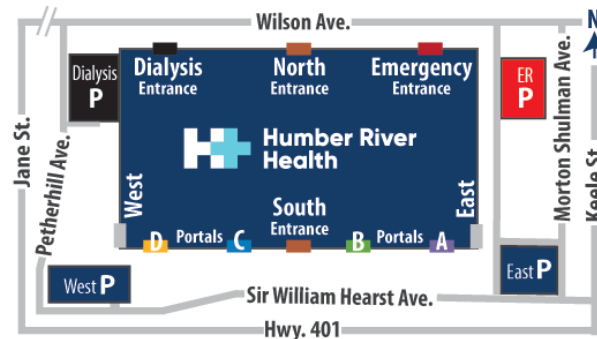 Wilson Ave.
N
Dialysis
P
Dialysis
Entrance
North
Entrance
Emergency
Entrance
ER
P
Jane St.
Petherhill Ave.
Humber River
Health
Morton Shulman Ave.
Keele St.
West
South
Entrance
East
D
Portals
C
B
Portals
A
West P
East P
Sir William Hearst Ave.
Hwy. 401